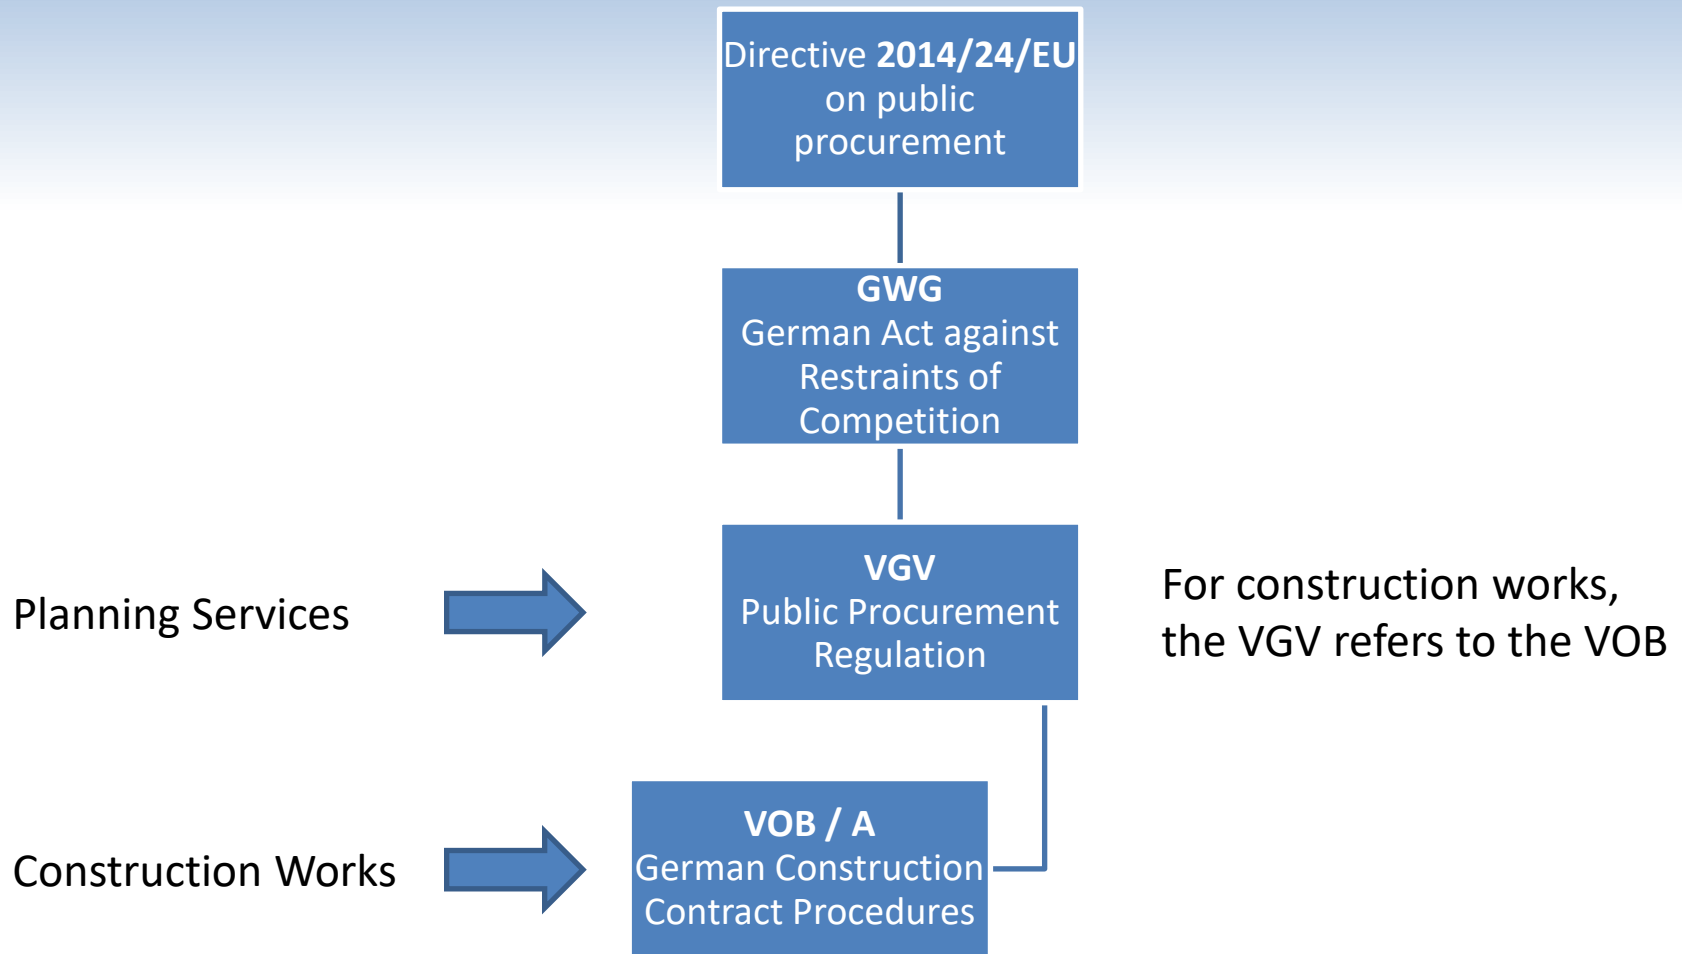 Directive 2014/24/EU
on public
procurement
GWG
German Act against
Restraints of
Competition
VGV
Public Procurement
Regulation
Planning Services
For construction works,
the VGV refers to the VOB
VOB / A
German Construction
Contract Procedures
Construction Works